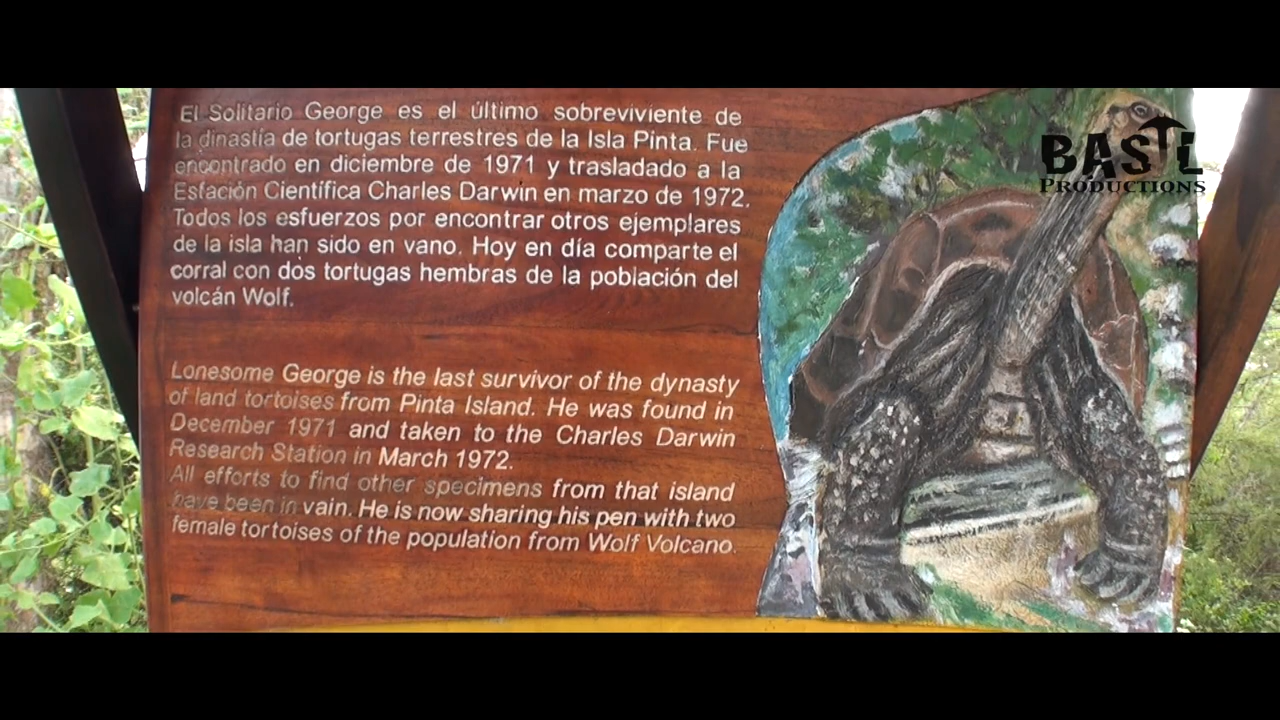 El Solitario George es el último sobreviviente de
la dinastía de tortugas terrestres de la Isla Pinta. Fue
encontrado en diciembre de 1971 y trasladado a la
Estación Científica Charles Darwin en marzo de 1972.
Todos los esfuerzos por encontrar otros ejemplares
de la isla han sido en vano. Hoy en día comparte el
corral con dos tortugas hembras de la población del
volcán Wolf.
Lonesome George is the last survivor of the dynasty
of land tortoises from Pinta Island. He was found in
December 1971 and taken to the Charles Darwin
Research Station in March 1972.
All efforts to find other specimens from that island
have been in vain. He is now sharing his pen with two
female tortoises of the population from Wolf Volcano.
BASIL
PRODUCTIONS